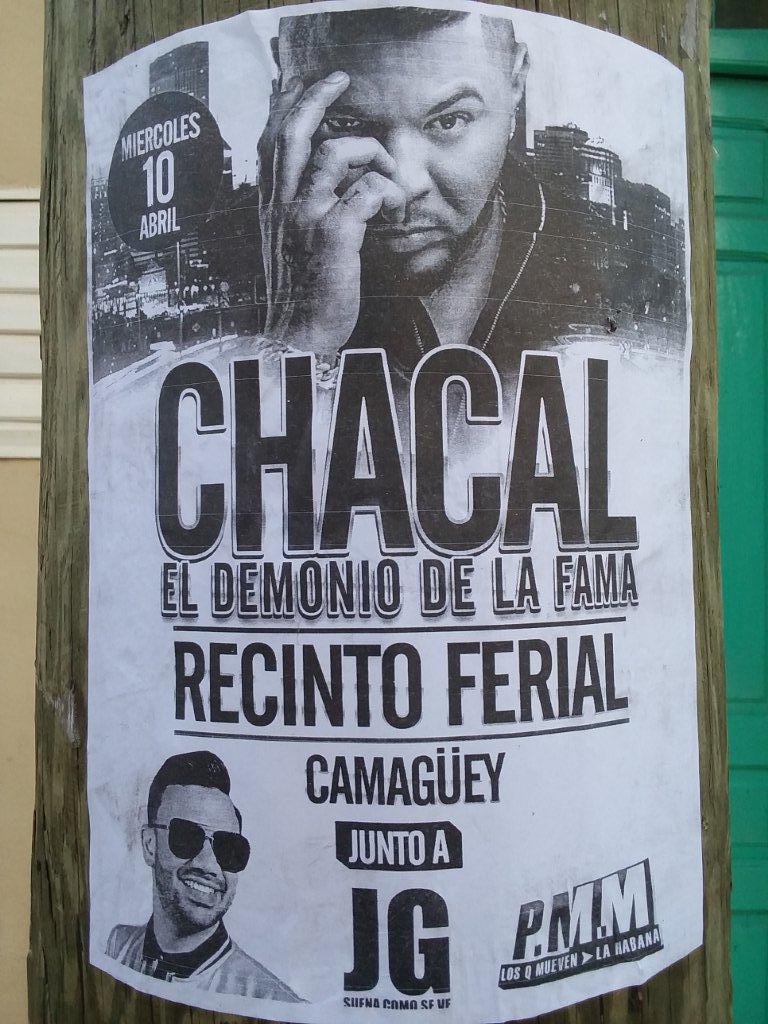 MIERCOLES
10
ABRIL
CHACAL
EL DEMONIO DE LA FAMA
RECINTO FERIAL
CAMAGÜEY
JUNTO A
JG
SUENA COMO SE VE
P.M.M
LOS Q MUEVEN LA HABANA